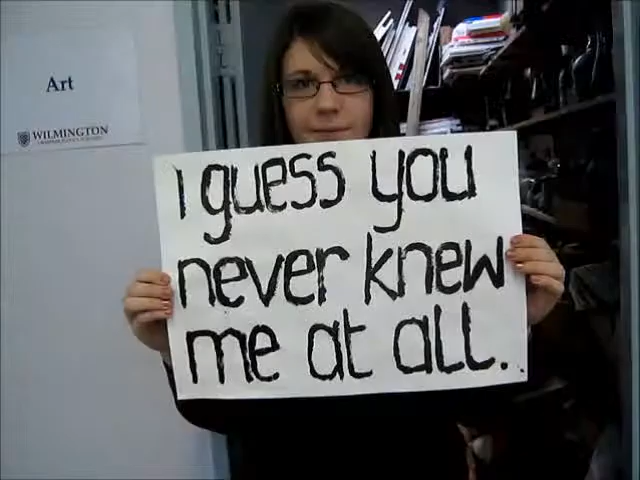 Art
WILMINGTON
I guess you
never knew
me at all.